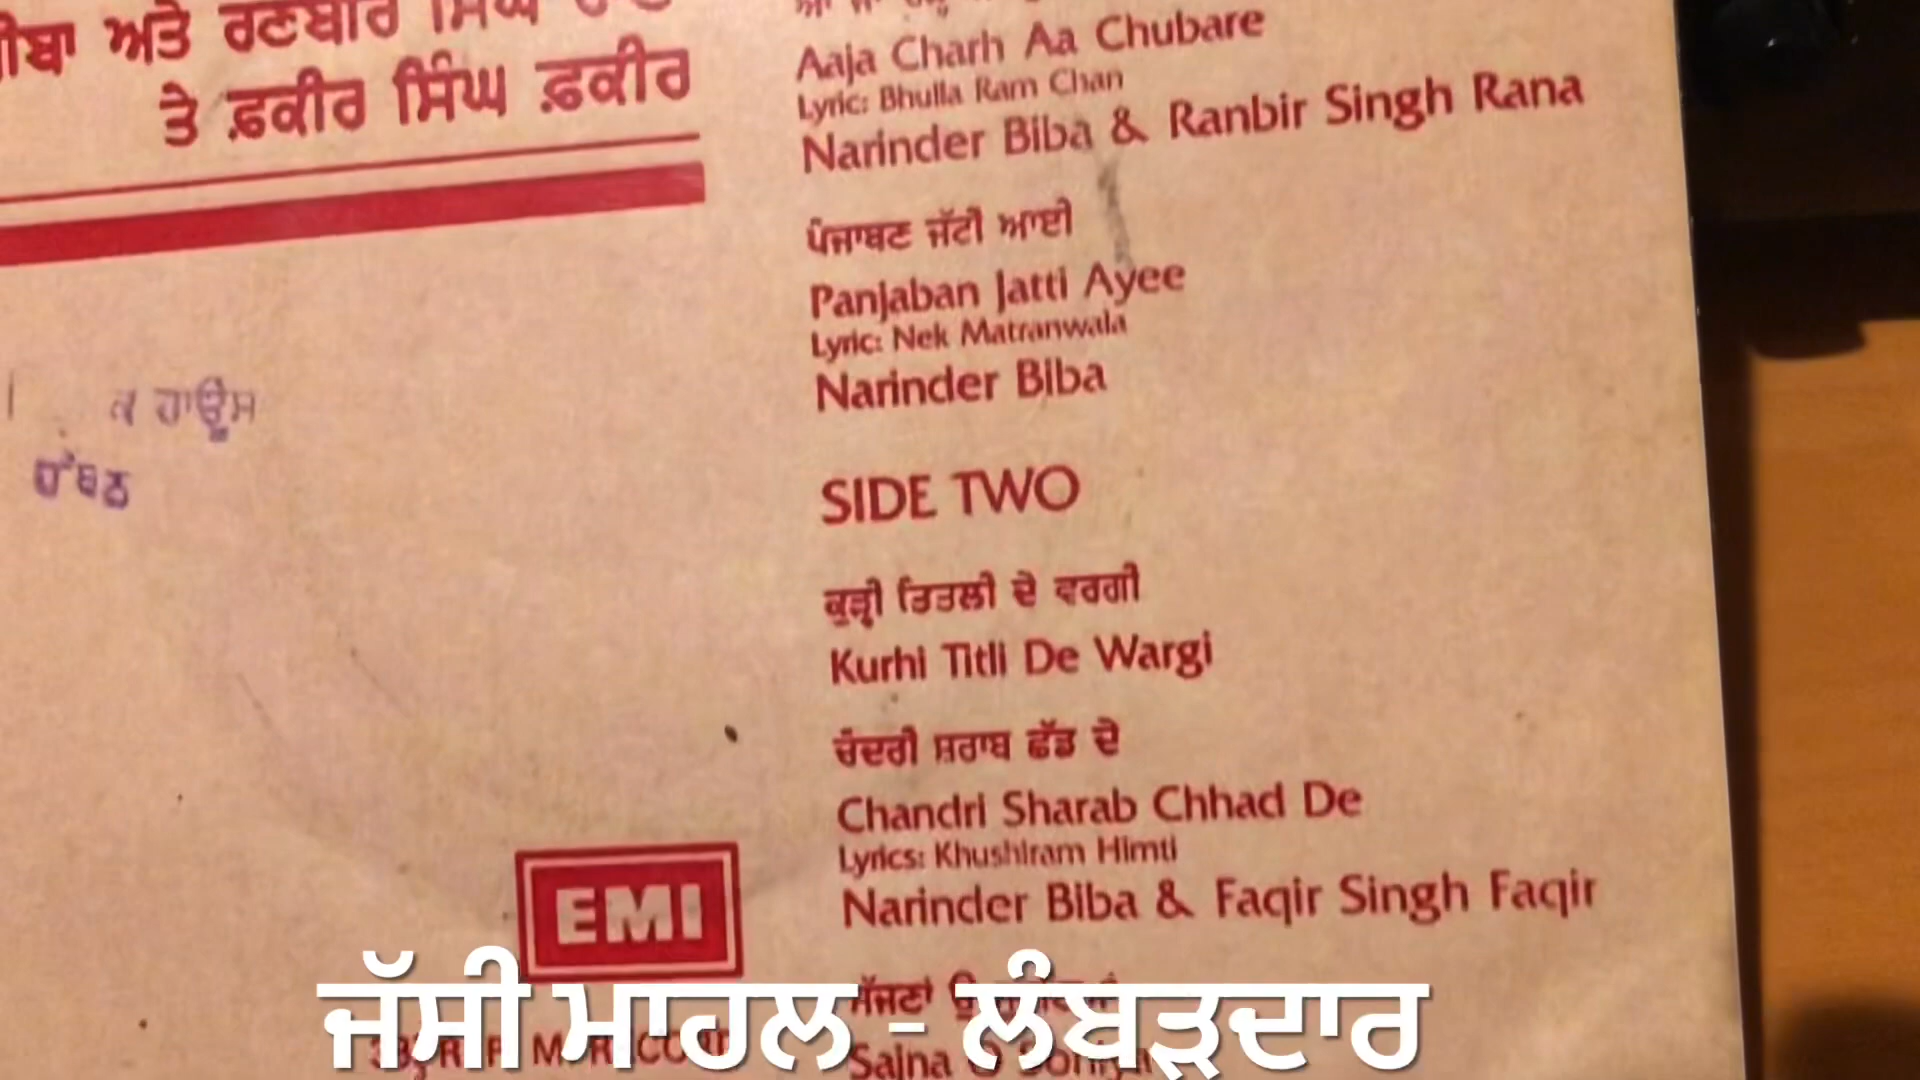 ਅਤੇ ਰਣਬੀਰ ਸਿੰਘ
ਤੇ ਫ਼ਕੀਰ ਸਿੰਘ ਫ਼ਕੀਰ
ਹਾਊਸ
EMI
Aaja Charh Aa Chubare
Lyric: Bhulla Ram Chan
Narinder Biba & Ranbir Singh Rana
ਪੰਜਾਬਣ ਜੱਟੀ ਆਈ
Panjaban Jatti Ayee
Lyric: Nek Matranwala
Narinder Biba
SIDE TWO
ਕੁੜ੍ਹੀ ਤਿਤਲੀ ਦੇ ਵਰਗੀ
Kurhi Titli De Wargi
ਚੰਦਰੀ ਸ਼ਰਾਬ ਛੱਡ ਦੇ
Chandri Sharab Chhad De
Lyrics: Khushiram Himti
Narinder Biba & Faqir Singh Faqir
ਸੱਜਣਾਂ
Sajna O
ਜੱਸੀ ਮਾਹਲ - ਲੰਬੜਦਾਰ